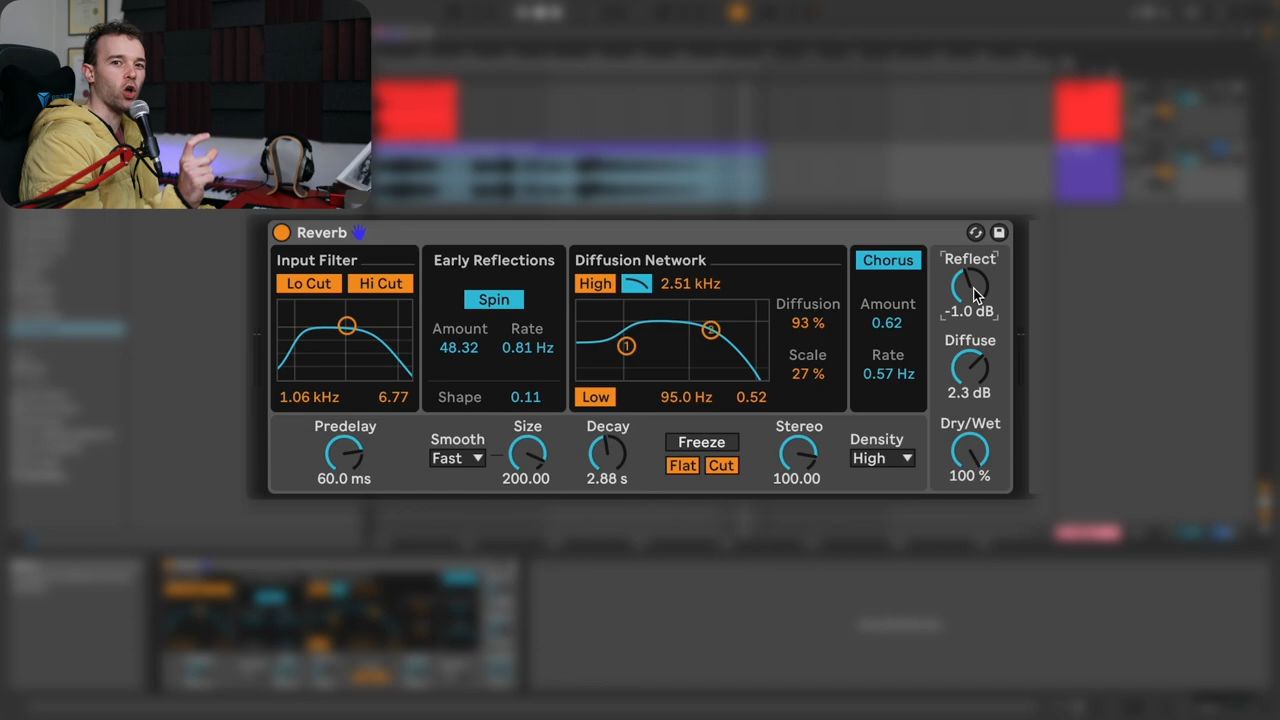 Reverb
Input Filter
Lo Cut Hi Cut
1.06 kHz 6.77
Early Reflections
Spin
Amount Rate
48.32 0.81 Hz
Shape 0.11
Diffusion Network
High 2.51 kHz
1 2
Low 95.0 Hz 0.52
Diffusion
93 %
Scale
27 %
Chorus
Amount
0.62
Rate
0.57 Hz
Reflect
-1.0 dB
Diffuse
2.3 dB
Dry/Wet
100 %
Predelay
60.0 ms
Smooth
Fast
Size
200.00
Decay
2.88 s
Freeze
Flat Cut
Stereo
100.00
Density
High